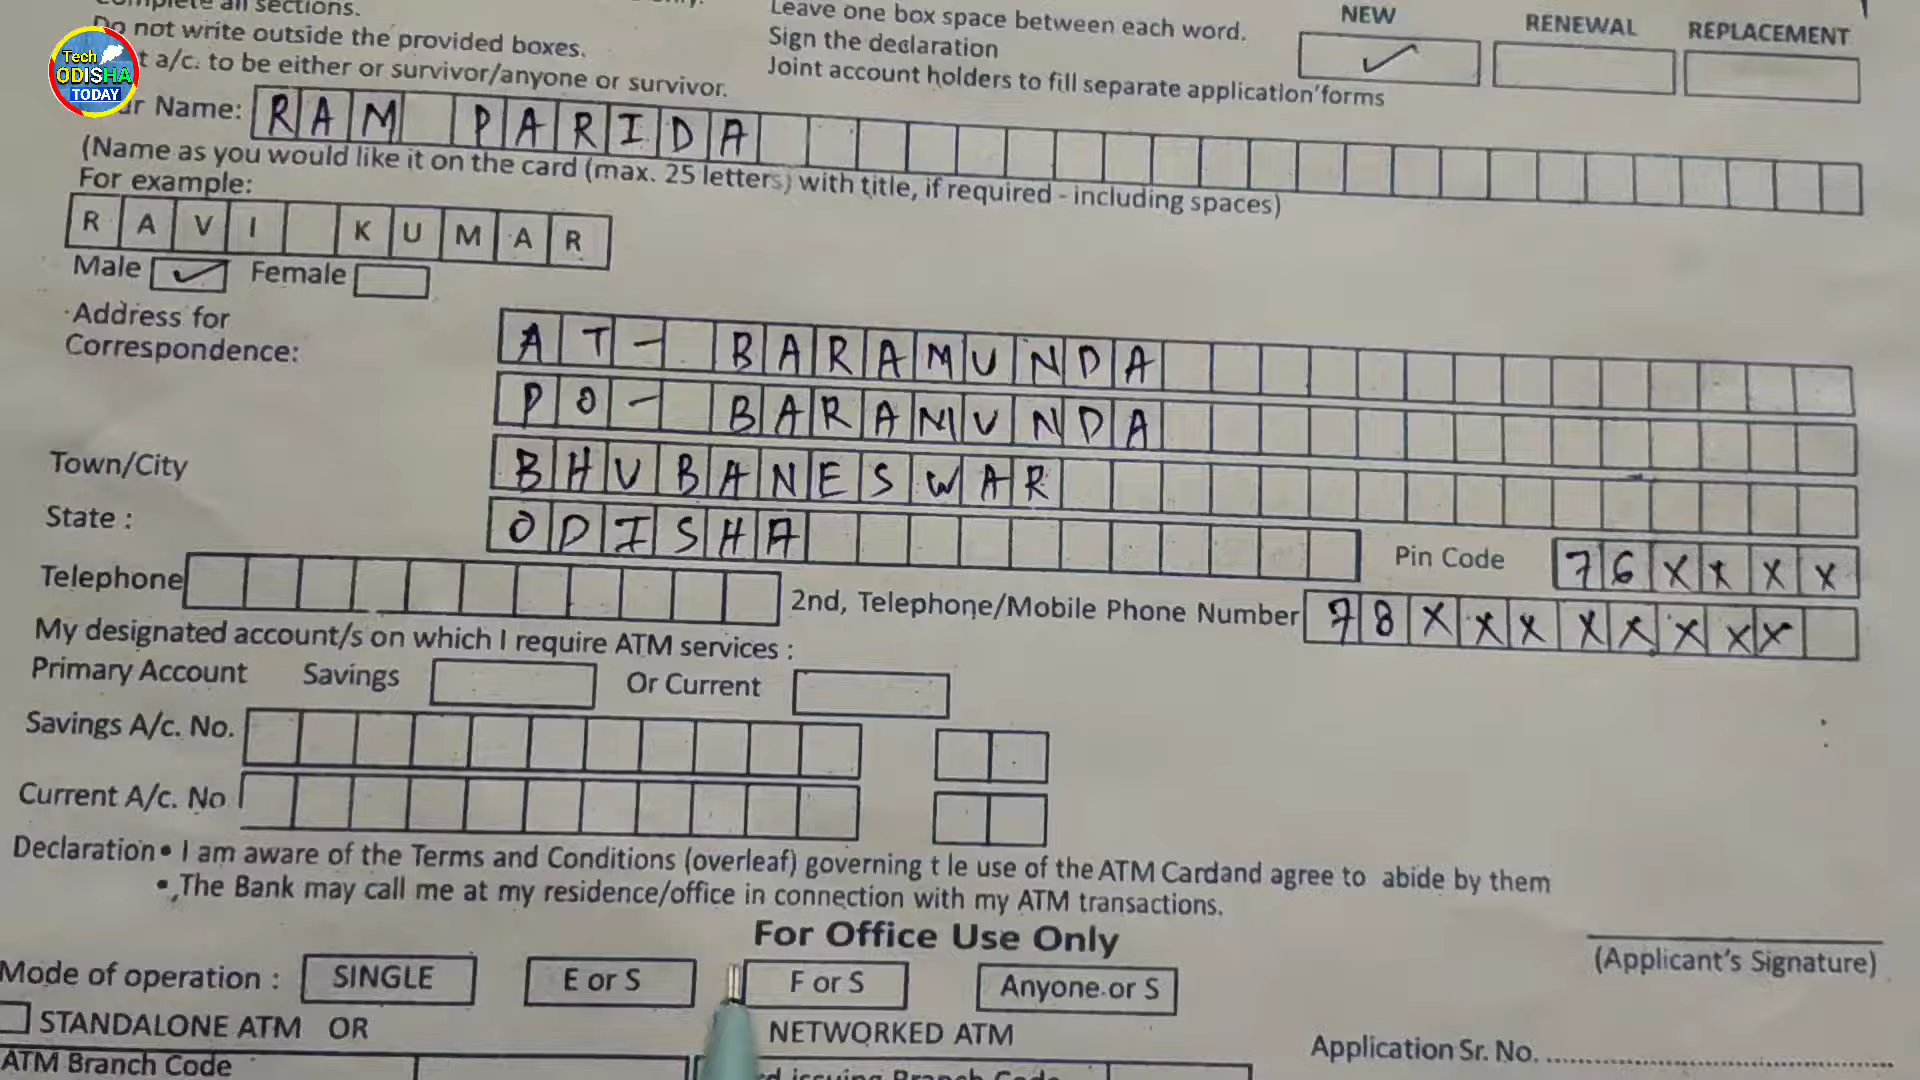 Complete all sections.
Do not write outside the provided boxes.
t a/c. to be either or survivor/anyone or survivor.
Leave one box space between each word.
Sign the declaration
Joint account holders to fill separate application forms
NEW ✓ RENEWAL REPLACEMENT
Tech
ODISHA
TODAY
ur Name: RAM PARIDA
(Name as you would like it on the card (max. 25 letters) with title, if required - including spaces)
For example:
RAVI KUMAR
Male ✓ Female
Address for
Correspondence:
AT- BARAMUNDA
PO- BARAMUNDA
Town/City BHUBANESWAR
State : ODISHA Pin Code 76XXXX
Telephone 2nd, Telephone/Mobile Phone Number 78XXXXXXXX
My designated account/s on which I require ATM services :
Primary Account Savings Or Current
Savings A/c. No.
Current A/c. No
Declaration • I am aware of the Terms and Conditions (overleaf) governing t le use of the ATM Cardand agree to abide by them
• The Bank may call me at my residence/office in connection with my ATM transactions.
For Office Use Only
(Applicant's Signature)
Mode of operation : SINGLE E or S F or S Anyone or S
STANDALONE ATM OR NETWORKED ATM
Application Sr. No.
ATM Branch Code
rd issuing Branch Code